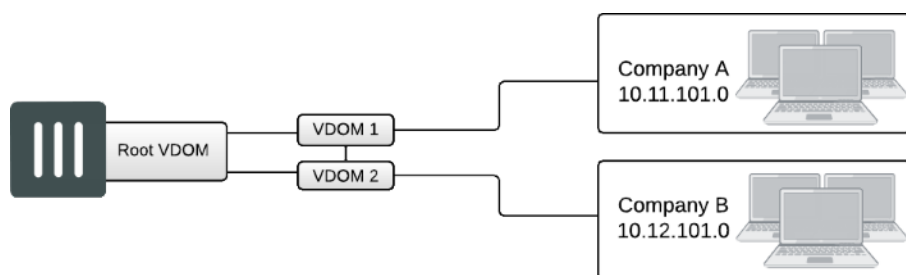 Root VDOM
VDOM 1
VDOM 2
Company A
10.11.101.0
Company B
10.12.101.0